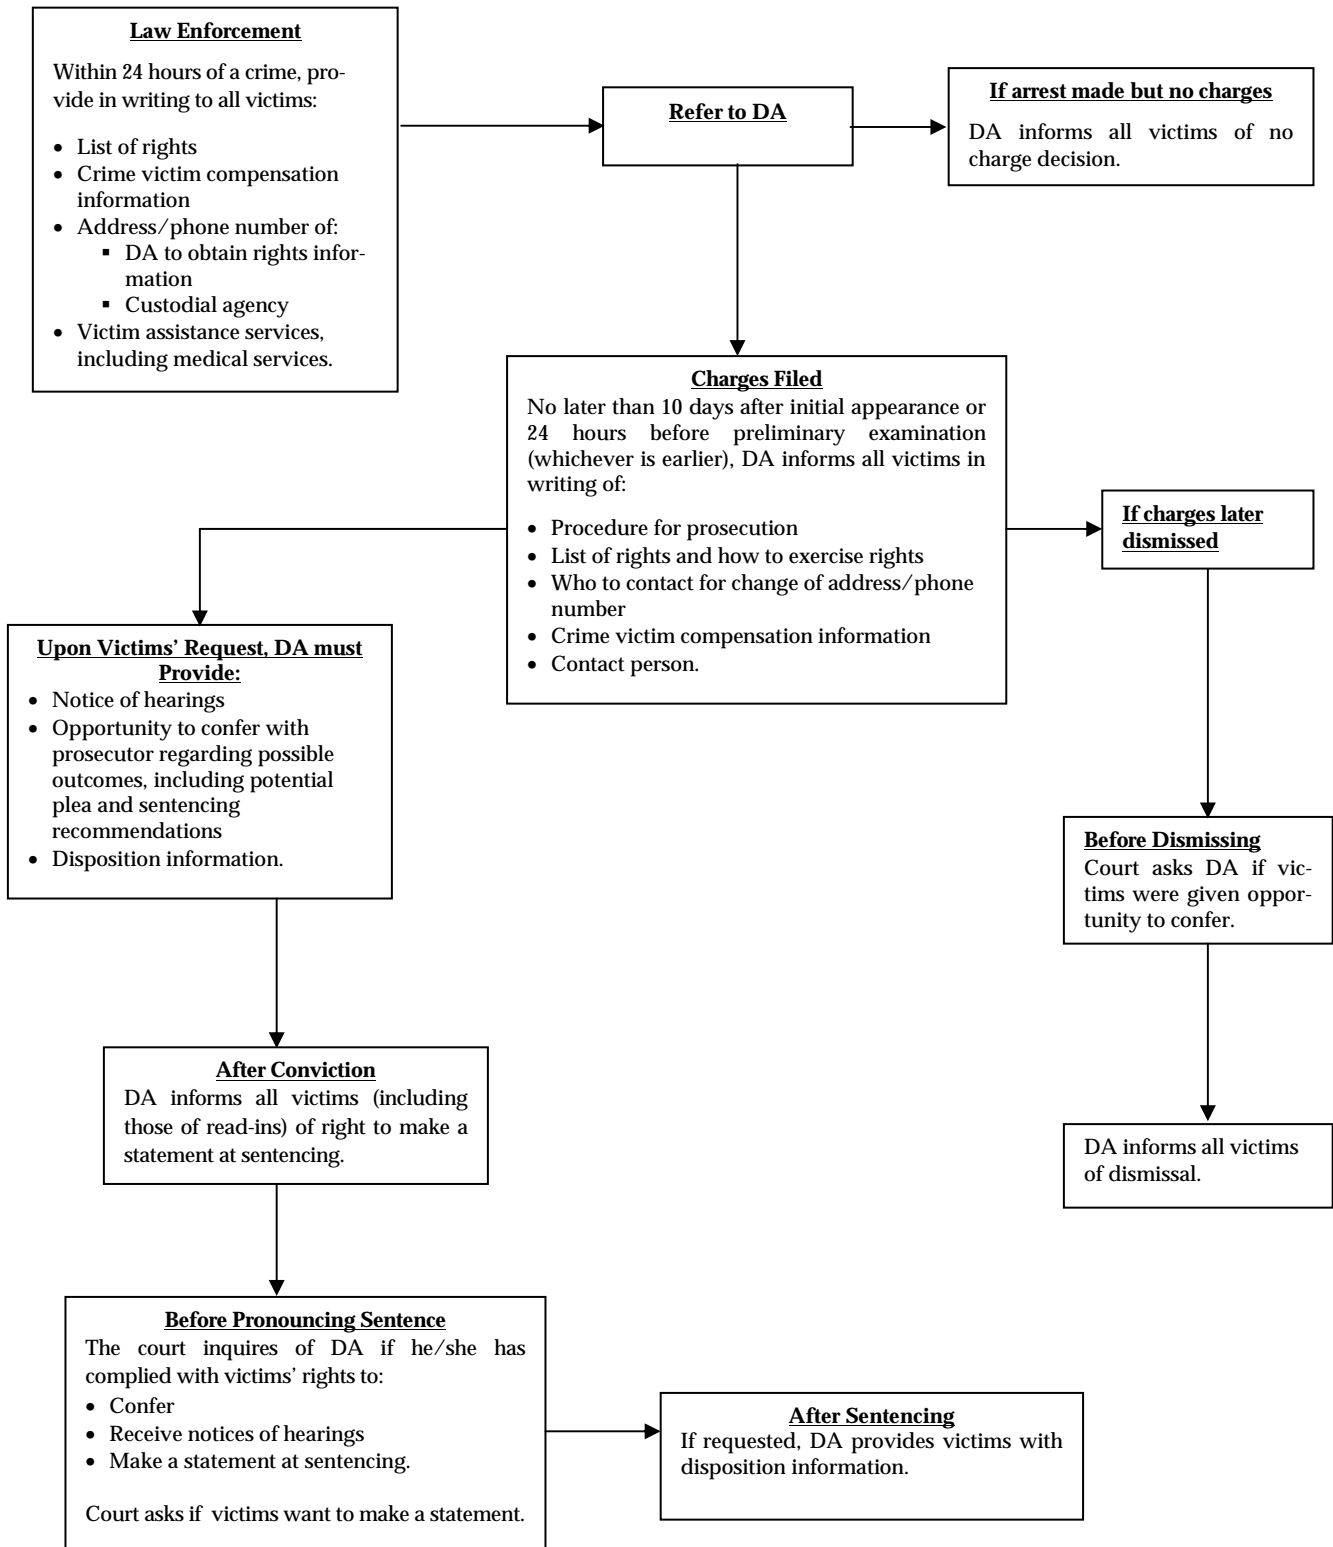 Law Enforcement
Within 24 hours of a crime, pro-
vide in writing to all victims:
• List of rights
• Crime victim compensation
information
• Address/phone number of:
▪ DA to obtain rights infor-
mation
▪ Custodial agency
• Victim assistance services,
including medical services.
Refer to DA
If arrest made but no charges
DA informs all victims of no
charge decision.
Charges Filed
No later than 10 days after initial appearance or
24 hours before preliminary examination
(whichever is earlier), DA informs all victims in
writing of:
• Procedure for prosecution
• List of rights and how to exercise rights
• Who to contact for change of address/phone
number
• Crime victim compensation information
• Contact person.
If charges later
dismissed
Upon Victims’ Request, DA must
Provide:
• Notice of hearings
• Opportunity to confer with
prosecutor regarding possible
outcomes, including potential
plea and sentencing
recommendations
• Disposition information.
Before Dismissing
Court asks DA if vic-
tims were given oppor-
tunity to confer.
After Conviction
DA informs all victims (including
those of read-ins) of right to make a
statement at sentencing.
DA informs all victims
of dismissal.
Before Pronouncing Sentence
The court inquires of DA if he/she has
complied with victims’ rights to:
• Confer
• Receive notices of hearings
• Make a statement at sentencing.
Court asks if victims want to make a statement.
After Sentencing
If requested, DA provides victims with
disposition information.